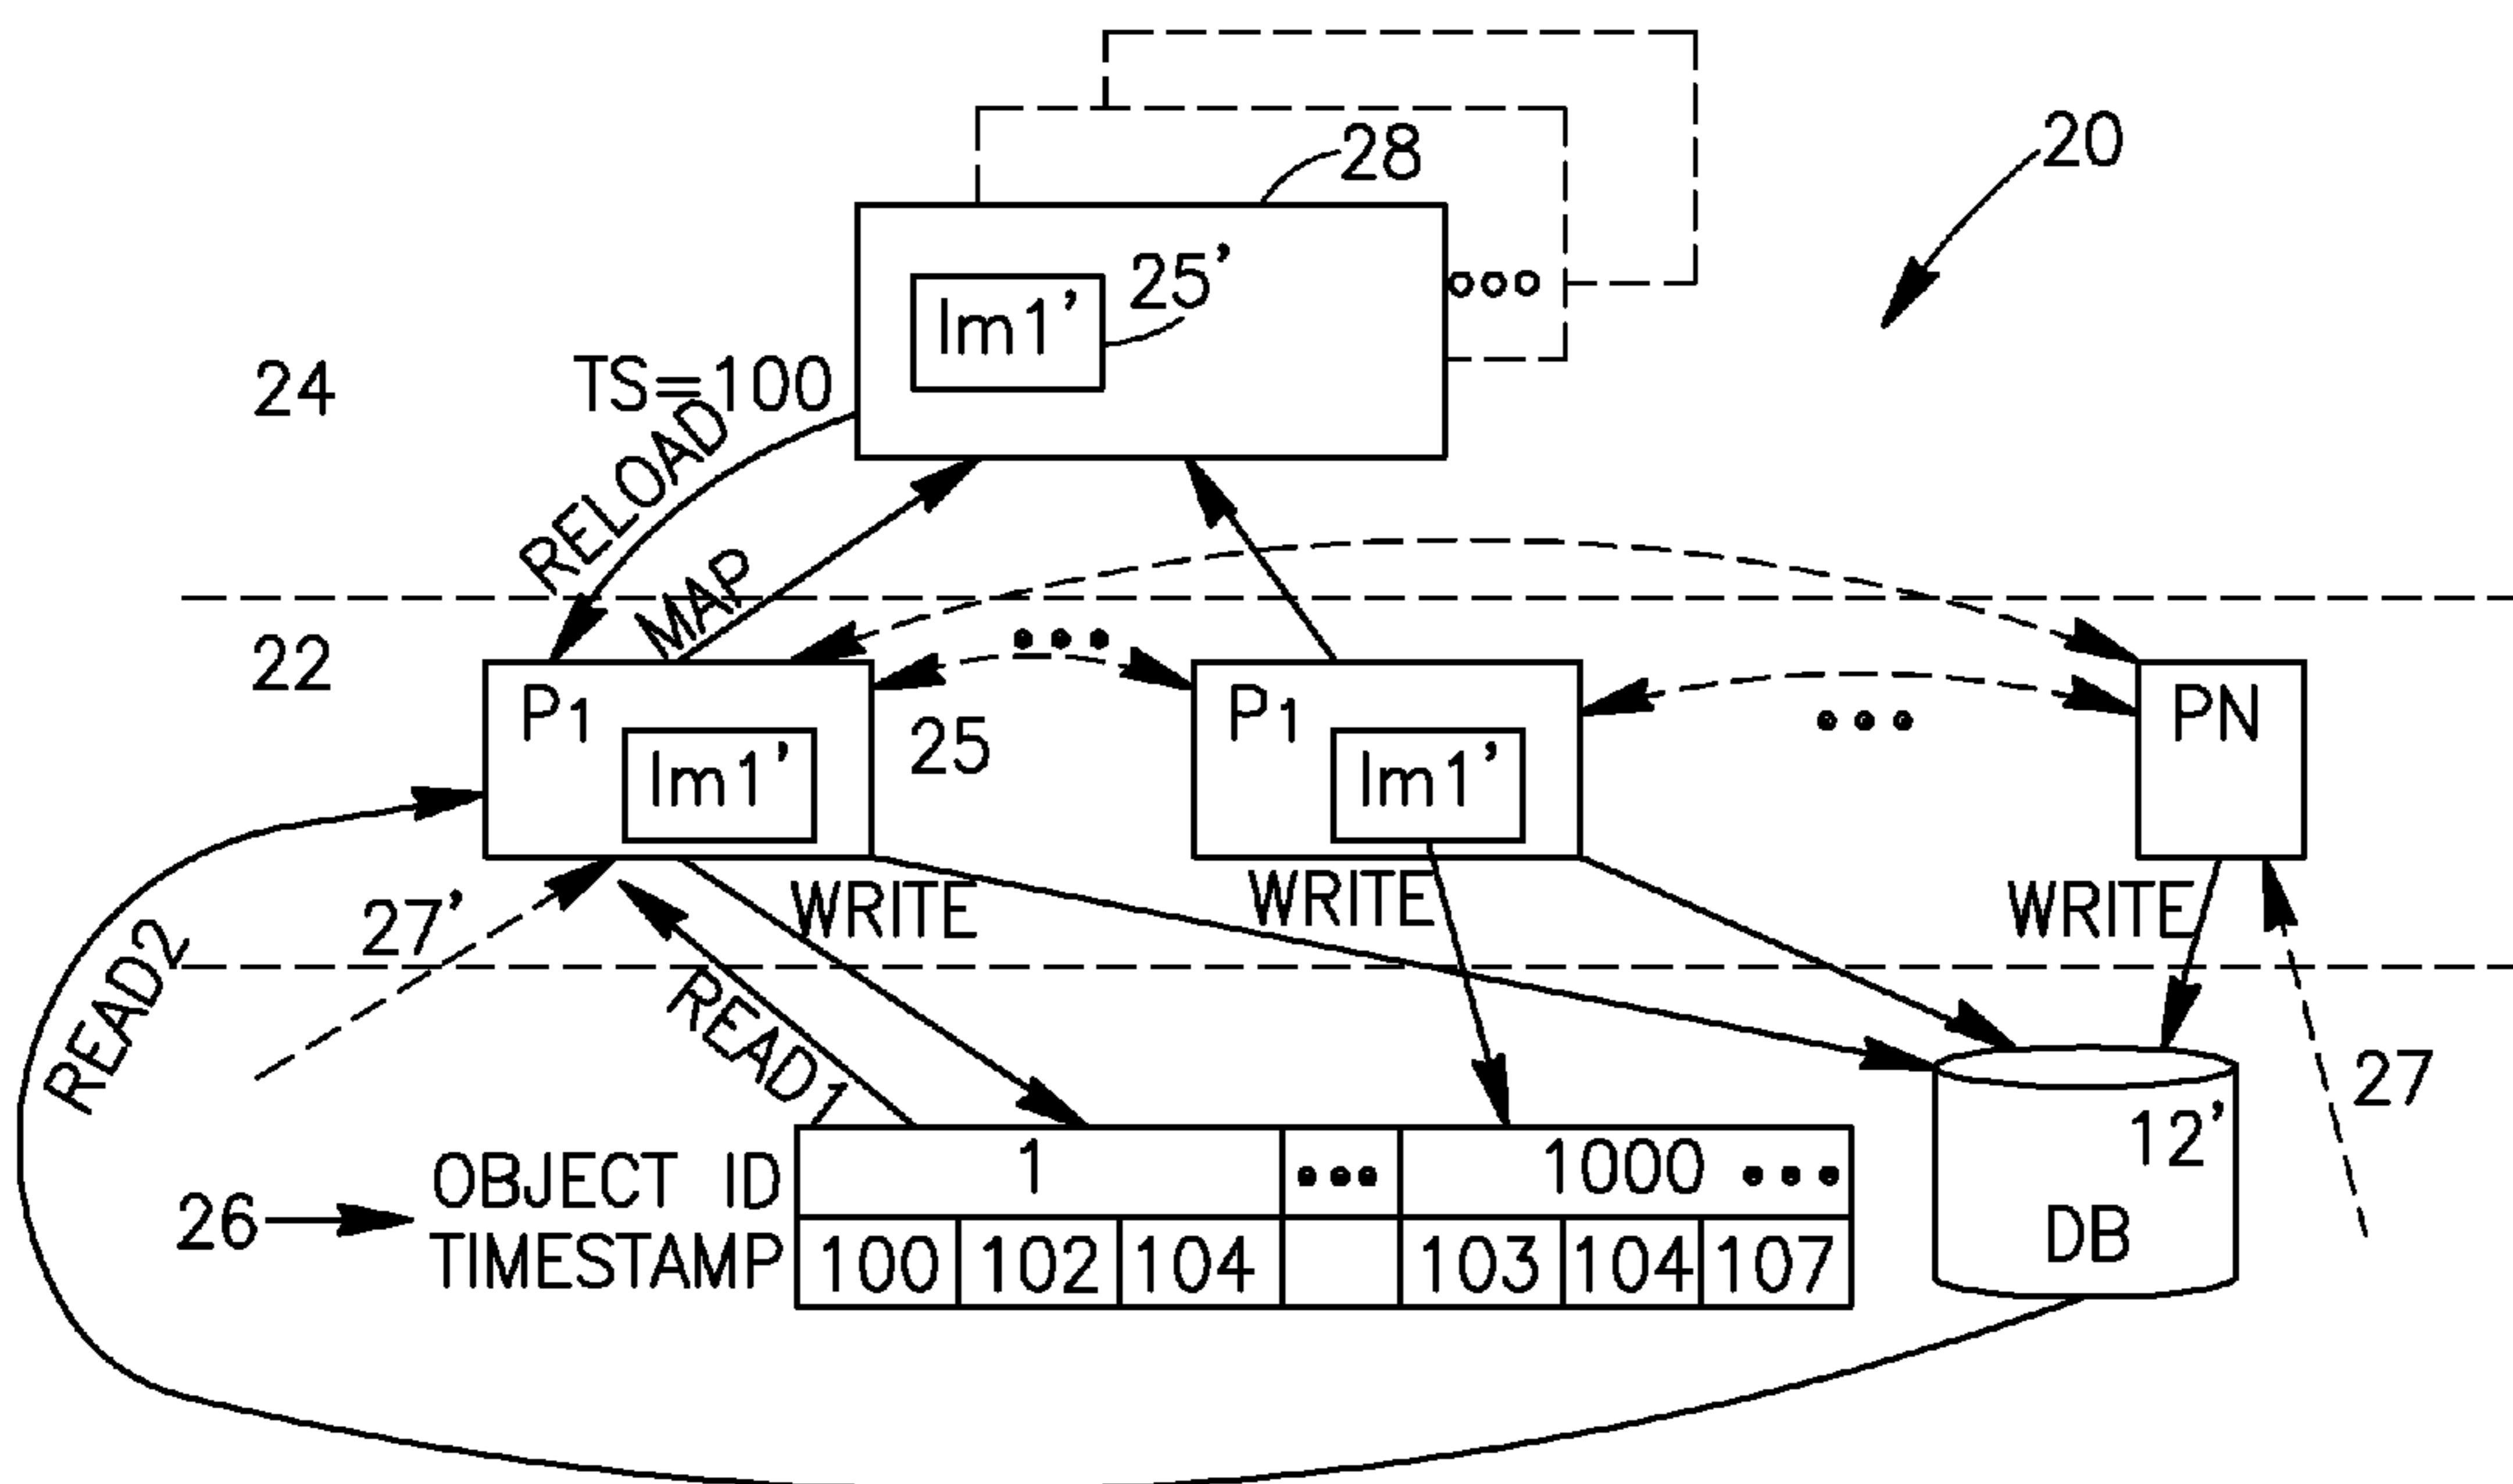 28
20
25’
Im1’
24
TS=100
RELOAD
MAP
22
P1
25
P1
PN
Im1’
Im1’
27’
WRITE
WRITE
WRITE
READ2
READ1
27
OBJECT ID 1 ••• 1000 •••
12’
26
TIMESTAMP 100 102 104 103 104 107
DB